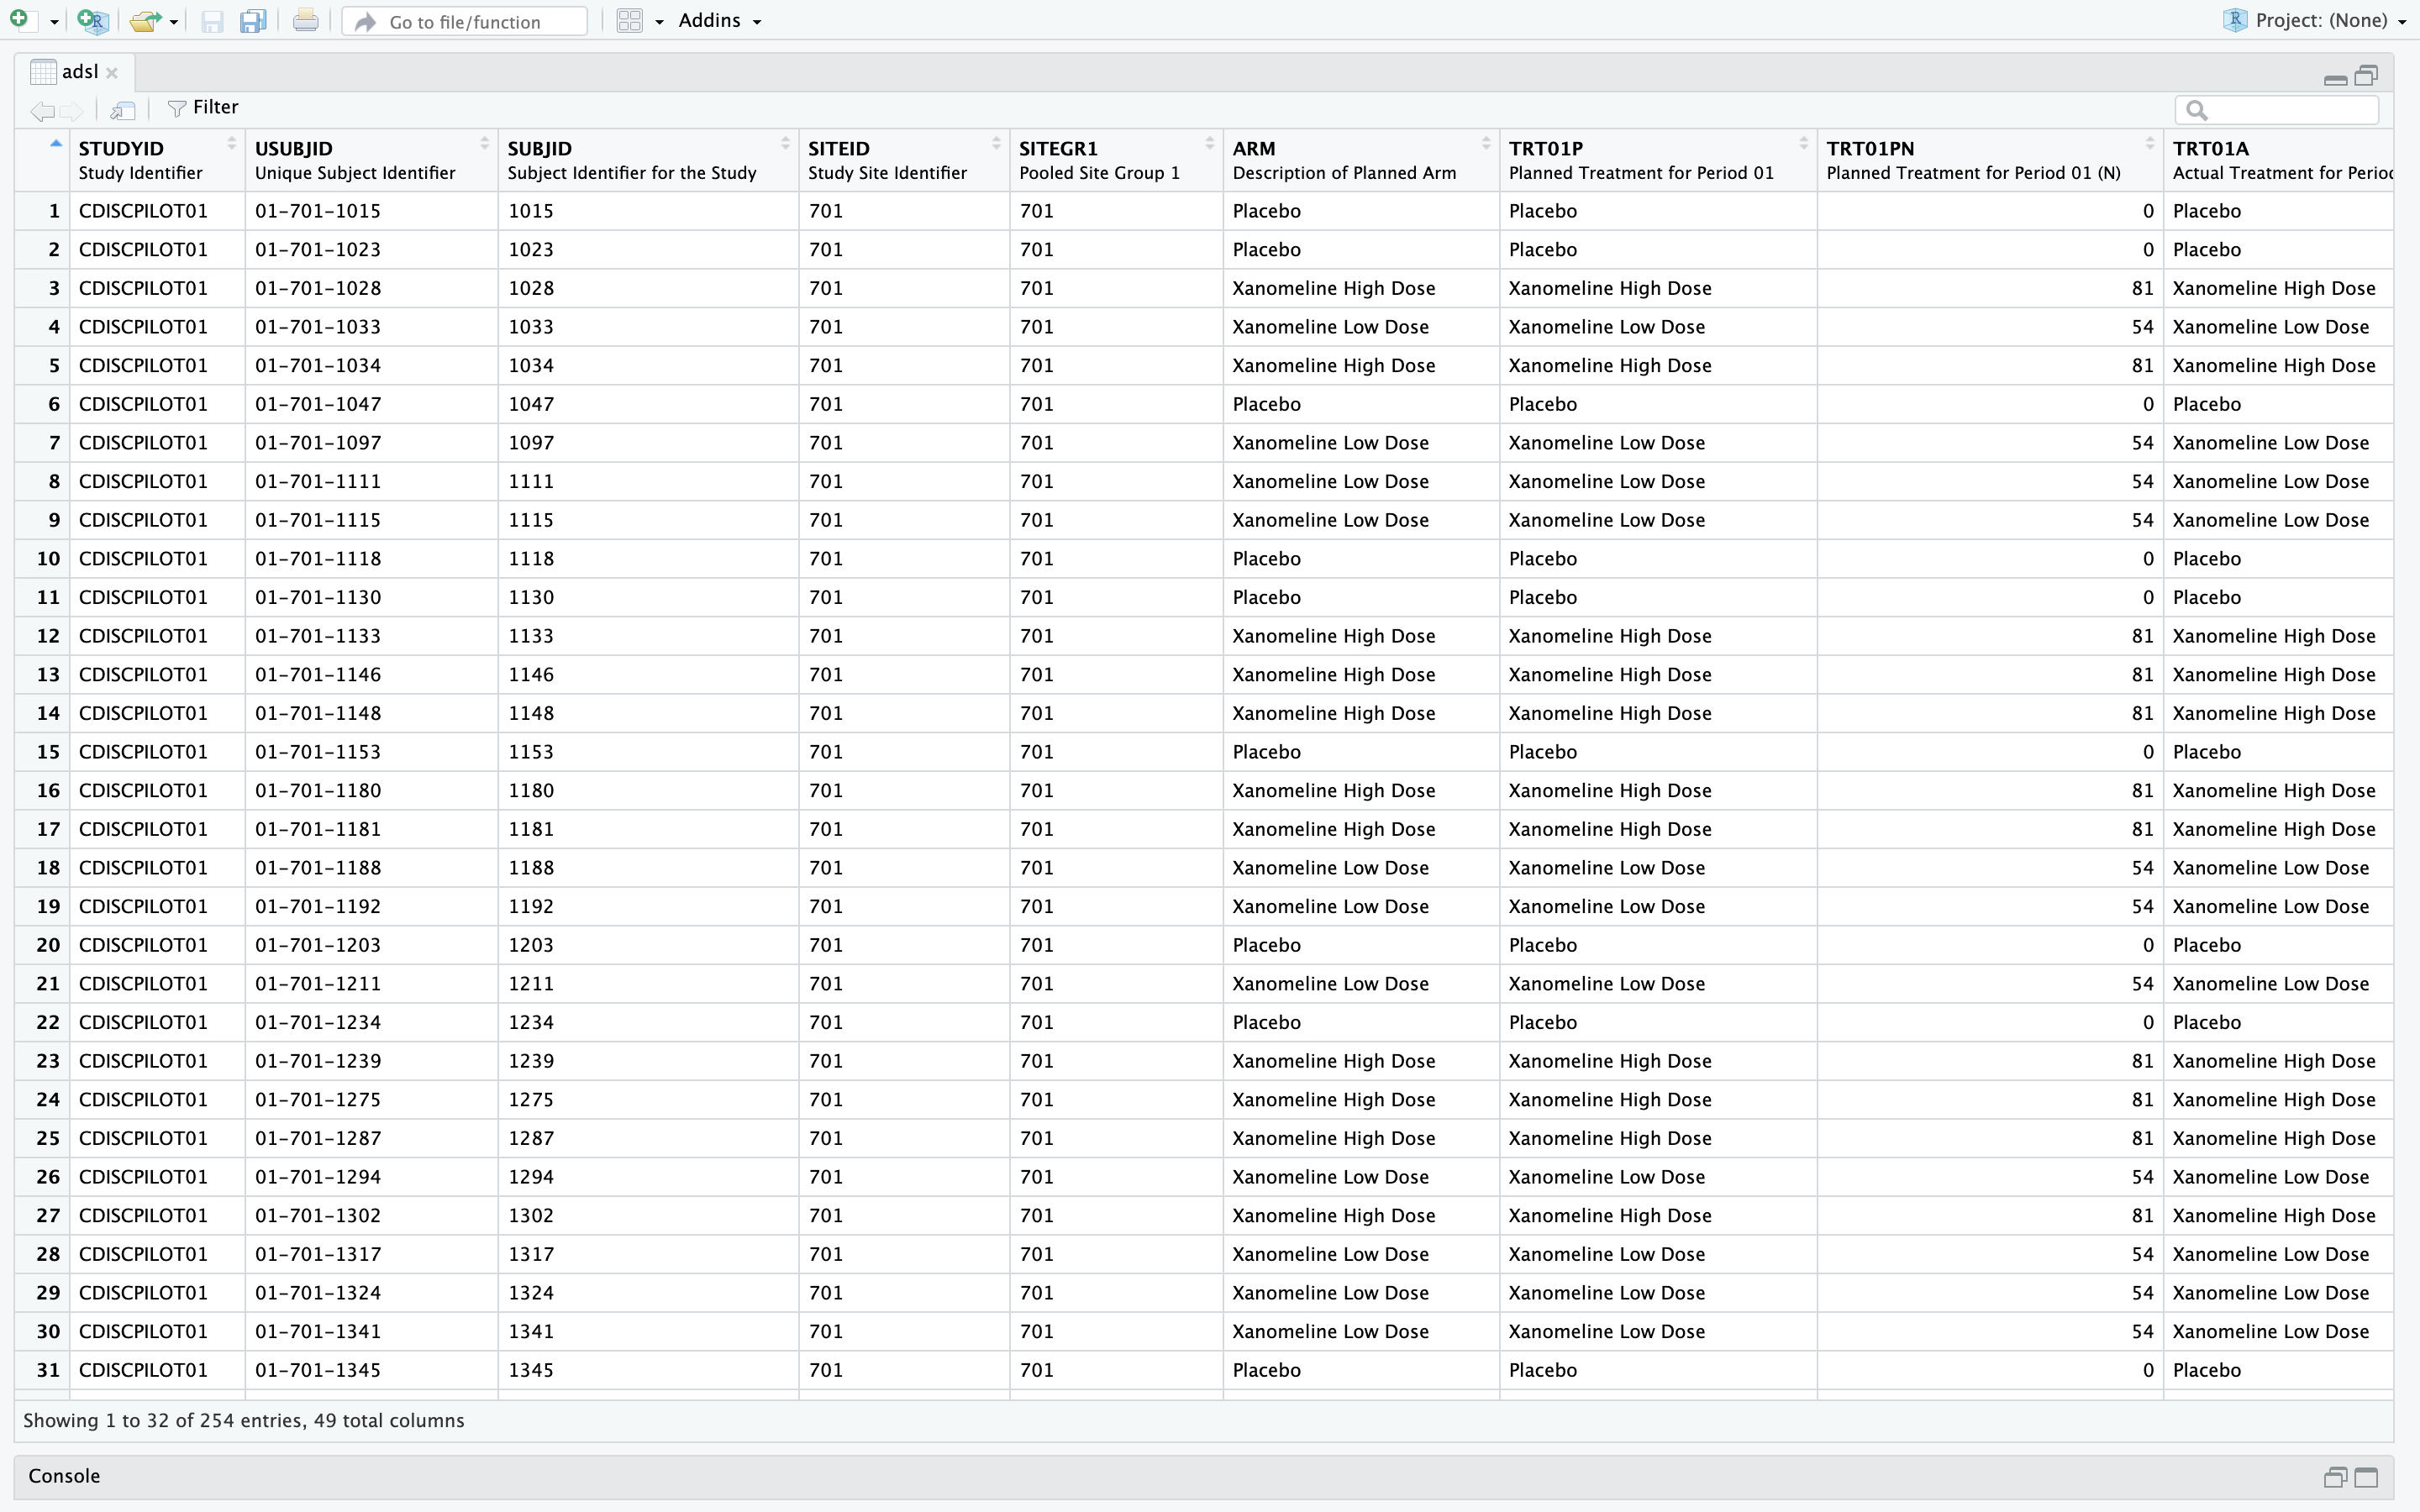 Go to file/function Addins Project: (None)
adsl
Filter
STUDYID USUBJID SUBJID SITEID SITEGR1 ARM TRT01P TRT01PN TRT01A
Study Identifier Unique Subject Identifier Subject Identifier for the Study Study Site Identifier Pooled Site Group 1 Description of Planned Arm Planned Treatment for Period 01 Planned Treatment for Period 01 (N) Actual Treatment for Period
1 CDISCPILOT01 01-701-1015 1015 701 701 Placebo Placebo 0 Placebo
2 CDISCPILOT01 01-701-1023 1023 701 701 Placebo Placebo 0 Placebo
3 CDISCPILOT01 01-701-1028 1028 701 701 Xanomeline High Dose Xanomeline High Dose 81 Xanomeline High Dose
4 CDISCPILOT01 01-701-1033 1033 701 701 Xanomeline Low Dose Xanomeline Low Dose 54 Xanomeline Low Dose
5 CDISCPILOT01 01-701-1034 1034 701 701 Xanomeline High Dose Xanomeline High Dose 81 Xanomeline High Dose
6 CDISCPILOT01 01-701-1047 1047 701 701 Placebo Placebo 0 Placebo
7 CDISCPILOT01 01-701-1097 1097 701 701 Xanomeline Low Dose Xanomeline Low Dose 54 Xanomeline Low Dose
8 CDISCPILOT01 01-701-1111 1111 701 701 Xanomeline Low Dose Xanomeline Low Dose 54 Xanomeline Low Dose
9 CDISCPILOT01 01-701-1115 1115 701 701 Xanomeline Low Dose Xanomeline Low Dose 54 Xanomeline Low Dose
10 CDISCPILOT01 01-701-1118 1118 701 701 Placebo Placebo 0 Placebo
11 CDISCPILOT01 01-701-1130 1130 701 701 Placebo Placebo 0 Placebo
12 CDISCPILOT01 01-701-1133 1133 701 701 Xanomeline High Dose Xanomeline High Dose 81 Xanomeline High Dose
13 CDISCPILOT01 01-701-1146 1146 701 701 Xanomeline High Dose Xanomeline High Dose 81 Xanomeline High Dose
14 CDISCPILOT01 01-701-1148 1148 701 701 Xanomeline High Dose Xanomeline High Dose 81 Xanomeline High Dose
15 CDISCPILOT01 01-701-1153 1153 701 701 Placebo Placebo 0 Placebo
16 CDISCPILOT01 01-701-1180 1180 701 701 Xanomeline High Dose Xanomeline High Dose 81 Xanomeline High Dose
17 CDISCPILOT01 01-701-1181 1181 701 701 Xanomeline High Dose Xanomeline High Dose 81 Xanomeline High Dose
18 CDISCPILOT01 01-701-1188 1188 701 701 Xanomeline Low Dose Xanomeline Low Dose 54 Xanomeline Low Dose
19 CDISCPILOT01 01-701-1192 1192 701 701 Xanomeline Low Dose Xanomeline Low Dose 54 Xanomeline Low Dose
20 CDISCPILOT01 01-701-1203 1203 701 701 Placebo Placebo 0 Placebo
21 CDISCPILOT01 01-701-1211 1211 701 701 Xanomeline Low Dose Xanomeline Low Dose 54 Xanomeline Low Dose
22 CDISCPILOT01 01-701-1234 1234 701 701 Placebo Placebo 0 Placebo
23 CDISCPILOT01 01-701-1239 1239 701 701 Xanomeline High Dose Xanomeline High Dose 81 Xanomeline High Dose
24 CDISCPILOT01 01-701-1275 1275 701 701 Xanomeline High Dose Xanomeline High Dose 81 Xanomeline High Dose
25 CDISCPILOT01 01-701-1287 1287 701 701 Xanomeline High Dose Xanomeline High Dose 81 Xanomeline High Dose
26 CDISCPILOT01 01-701-1294 1294 701 701 Xanomeline Low Dose Xanomeline Low Dose 54 Xanomeline Low Dose
27 CDISCPILOT01 01-701-1302 1302 701 701 Xanomeline High Dose Xanomeline High Dose 81 Xanomeline High Dose
28 CDISCPILOT01 01-701-1317 1317 701 701 Xanomeline Low Dose Xanomeline Low Dose 54 Xanomeline Low Dose
29 CDISCPILOT01 01-701-1324 1324 701 701 Xanomeline Low Dose Xanomeline Low Dose 54 Xanomeline Low Dose
30 CDISCPILOT01 01-701-1341 1341 701 701 Xanomeline Low Dose Xanomeline Low Dose 54 Xanomeline Low Dose
31 CDISCPILOT01 01-701-1345 1345 701 701 Placebo Placebo 0 Placebo
Showing 1 to 32 of 254 entries, 49 total columns
Console